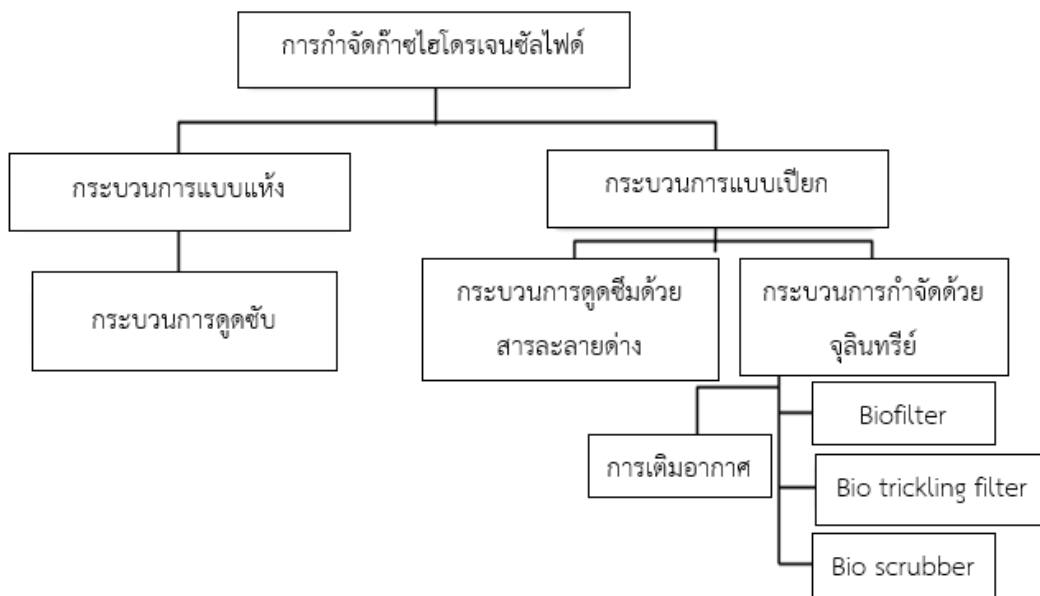 การกำจัดก๊าซไฮโดรเจนซัลไฟด์
กระบวนการแบบแห้ง
กระบวนการแบบเปียก
กระบวนการดูดซับ
กระบวนการดูดซึมด้วย
สารละลายด่าง
กระบวนการกำจัดด้วย
จุลินทรีย์
การเติมอากาศ
Biofilter
Bio trickling filter
Bio scrubber